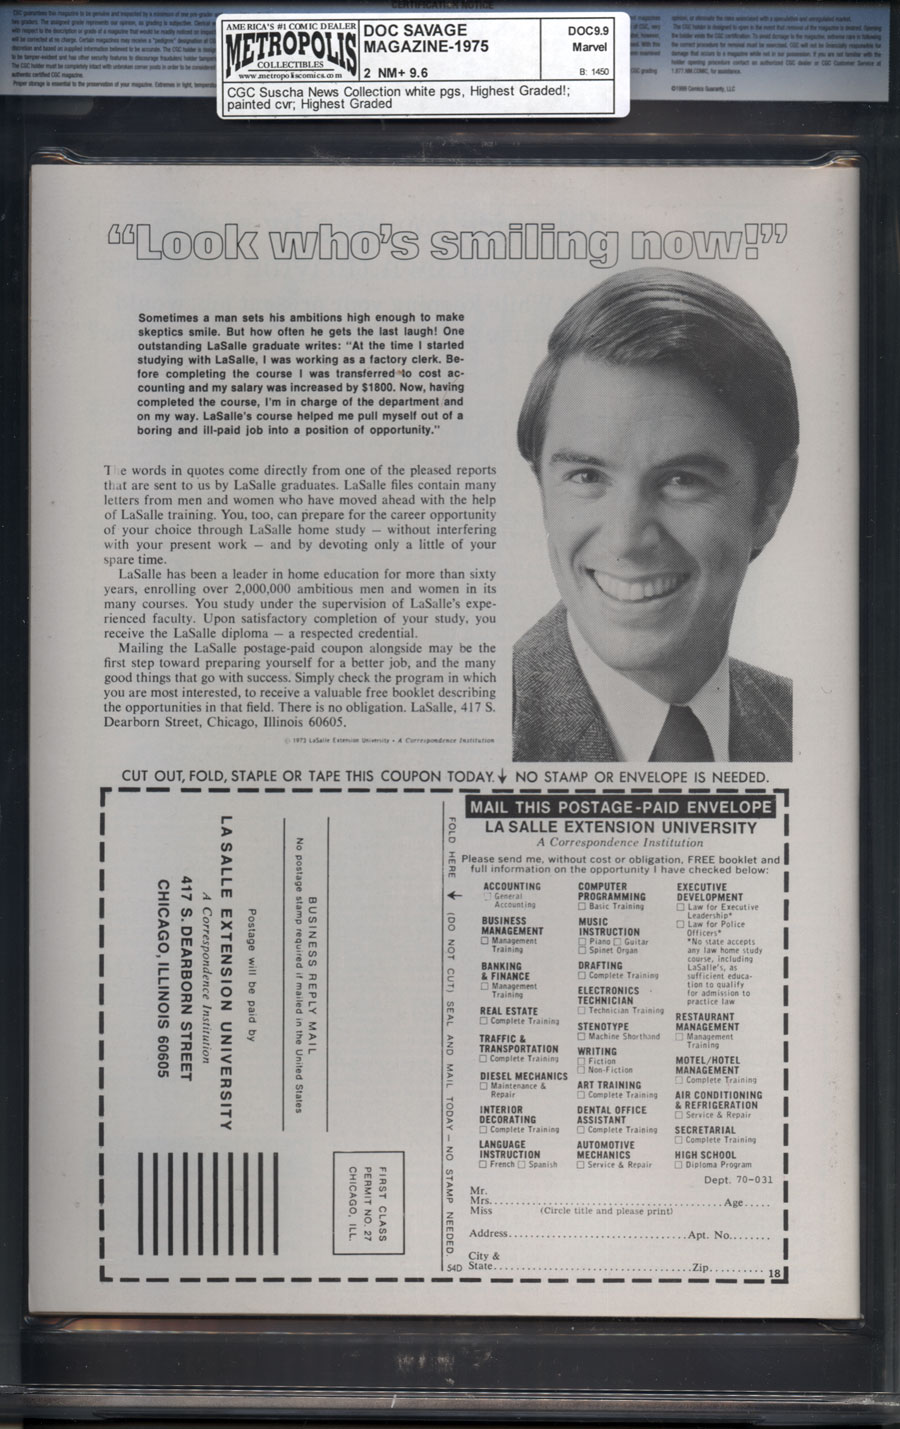 CERTIFICATION NOTICE
©1999 Comics Guaranty, LLC
AMERICA'S #1 COMIC DEALER
METROPOLIS
COLLECTIBLES
www.metropoliscomics.com
DOC SAVAGE
MAGAZINE-1975
2 NM+ 9.6
DOC9.9
Marvel
B: 1450
CGC Suscha News Collection white pgs, Highest Graded!;
painted cvr; Highest Graded
“Look who's smiling now!”
Sometimes a man sets his ambitions high enough to make
skeptics smile. But how often he gets the last laugh! One
outstanding LaSalle graduate writes: "At the time I started
studying with LaSalle, I was working as a factory clerk. Be-
fore completing the course I was transferred to cost ac-
counting and my salary was increased by $1800. Now, having
completed the course, I'm in charge of the department and
on my way. LaSalle's course helped me pull myself out of a
boring and ill-paid job into a position of opportunity."
The words in quotes come directly from one of the pleased reports
that are sent to us by LaSalle graduates. LaSalle files contain many
letters from men and women who have moved ahead with the help
of LaSalle training. You, too, can prepare for the career opportunity
of your choice through LaSalle home study — without interfering
with your present work — and by devoting only a little of your
spare time.
LaSalle has been a leader in home education for more than sixty
years, enrolling over 2,000,000 ambitious men and women in its
many courses. You study under the supervision of LaSalle's expe-
rienced faculty. Upon satisfactory completion of your study, you
receive the LaSalle diploma — a respected credential.
Mailing the LaSalle postage-paid coupon alongside may be the
first step toward preparing yourself for a better job, and the many
good things that go with success. Simply check the program in which
you are most interested, to receive a valuable free booklet describing
the opportunities in that field. There is no obligation. LaSalle, 417 S.
Dearborn Street, Chicago, Illinois 60605.
LaSalle Extension University • A Correspondence Institution
CUT OUT, FOLD, STAPLE OR TAPE THIS COUPON TODAY. NO STAMP OR ENVELOPE IS NEEDED.
FIRST CLASS
PERMIT NO. 27
CHICAGO, ILL.
BUSINESS REPLY MAIL
No postage stamp required if mailed in the United States
Postage will be paid by
LA SALLE EXTENSION UNIVERSITY
A Correspondence Institution
417 S. DEARBORN STREET
CHICAGO, ILLINOIS 60605
FOLD HERE (DO NOT CUT) SEAL AND MAIL TODAY — NO STAMP NEEDED.
S4D
MAIL THIS POSTAGE-PAID ENVELOPE
LA SALLE EXTENSION UNIVERSITY
A Correspondence Institution
Please send me, without cost or obligation, FREE booklet and
full information on the opportunity I have checked below:
ACCOUNTING
☐ General
Accounting
BUSINESS
MANAGEMENT
☐ Management
Training
BANKING
& FINANCE
☐ Management
Training
REAL ESTATE
☐ Complete Training
TRAFFIC &
TRANSPORTATION
☐ Complete Training
DIESEL MECHANICS
☐ Maintenance &
Repair
INTERIOR
DECORATING
☐ Complete Training
LANGUAGE
INSTRUCTION
☐ French ☐ Spanish
COMPUTER
PROGRAMMING
☐ Basic Training
MUSIC
INSTRUCTION
☐ Piano ☐ Guitar
☐ Spinet Organ
DRAFTING
☐ Complete Training
ELECTRONICS
TECHNICIAN
☐ Technician Training
STENOTYPE
☐ Machine Shorthand
WRITING
☐ Fiction
☐ Non-Fiction
ART TRAINING
☐ Complete Training
DENTAL OFFICE
ASSISTANT
☐ Complete Training
AUTOMOTIVE
MECHANICS
☐ Service & Repair
EXECUTIVE
DEVELOPMENT
☐ Law for Executive
Leadership*
☐ Law for Police
Officers*
*No state accepts
any law home study
course, including
LaSalle's, as
sufficient educa-
tion to qualify
for admission to
practice law
RESTAURANT
MANAGEMENT
☐ Management
Training
MOTEL/HOTEL
MANAGEMENT
☐ Complete Training
AIR CONDITIONING
& REFRIGERATION
☐ Service & Repair
SECRETARIAL
☐ Complete Training
HIGH SCHOOL
☐ Diploma Program
Dept. 70-031
Mr.
Mrs. Age
Miss (Circle title and please print)
Address Apt. No.
City &
State Zip
18